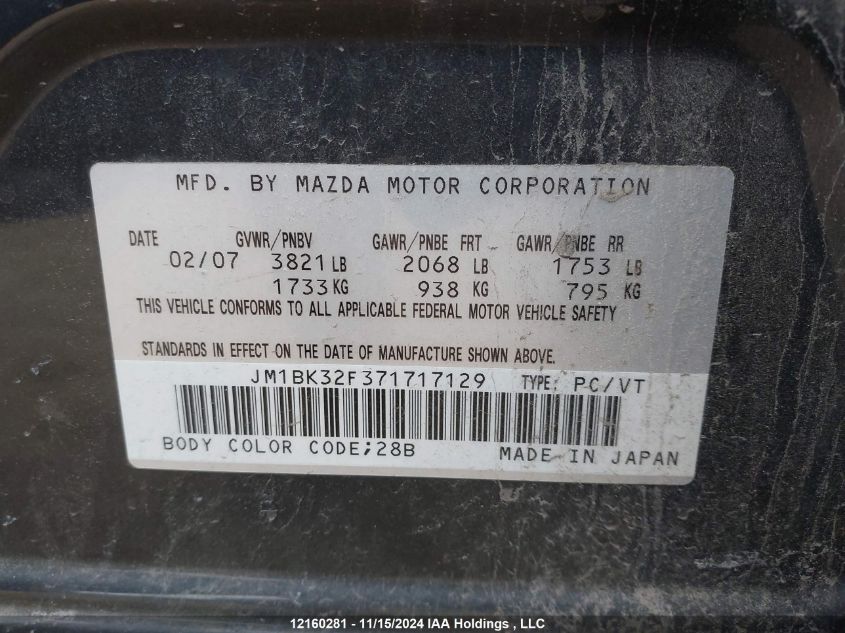 MFD. BY MAZDA MOTOR CORPORATION
DATE GVWR/PNBV GAWR/PNBE FRT GAWR/PNBE RR
02/07 3821 LB 2068 LB 1753 LB
1733 KG 938 KG 795 KG
THIS VEHICLE CONFORMS TO ALL APPLICABLE FEDERAL MOTOR VEHICLE SAFETY
STANDARDS IN EFFECT ON THE DATE OF MANUFACTURE SHOWN ABOVE.
JM1BK32F371717129 TYPE: PC/VT
BODY COLOR CODE;28B MADE IN JAPAN
12160281 - 11/15/2024 IAA Holdings , LLC